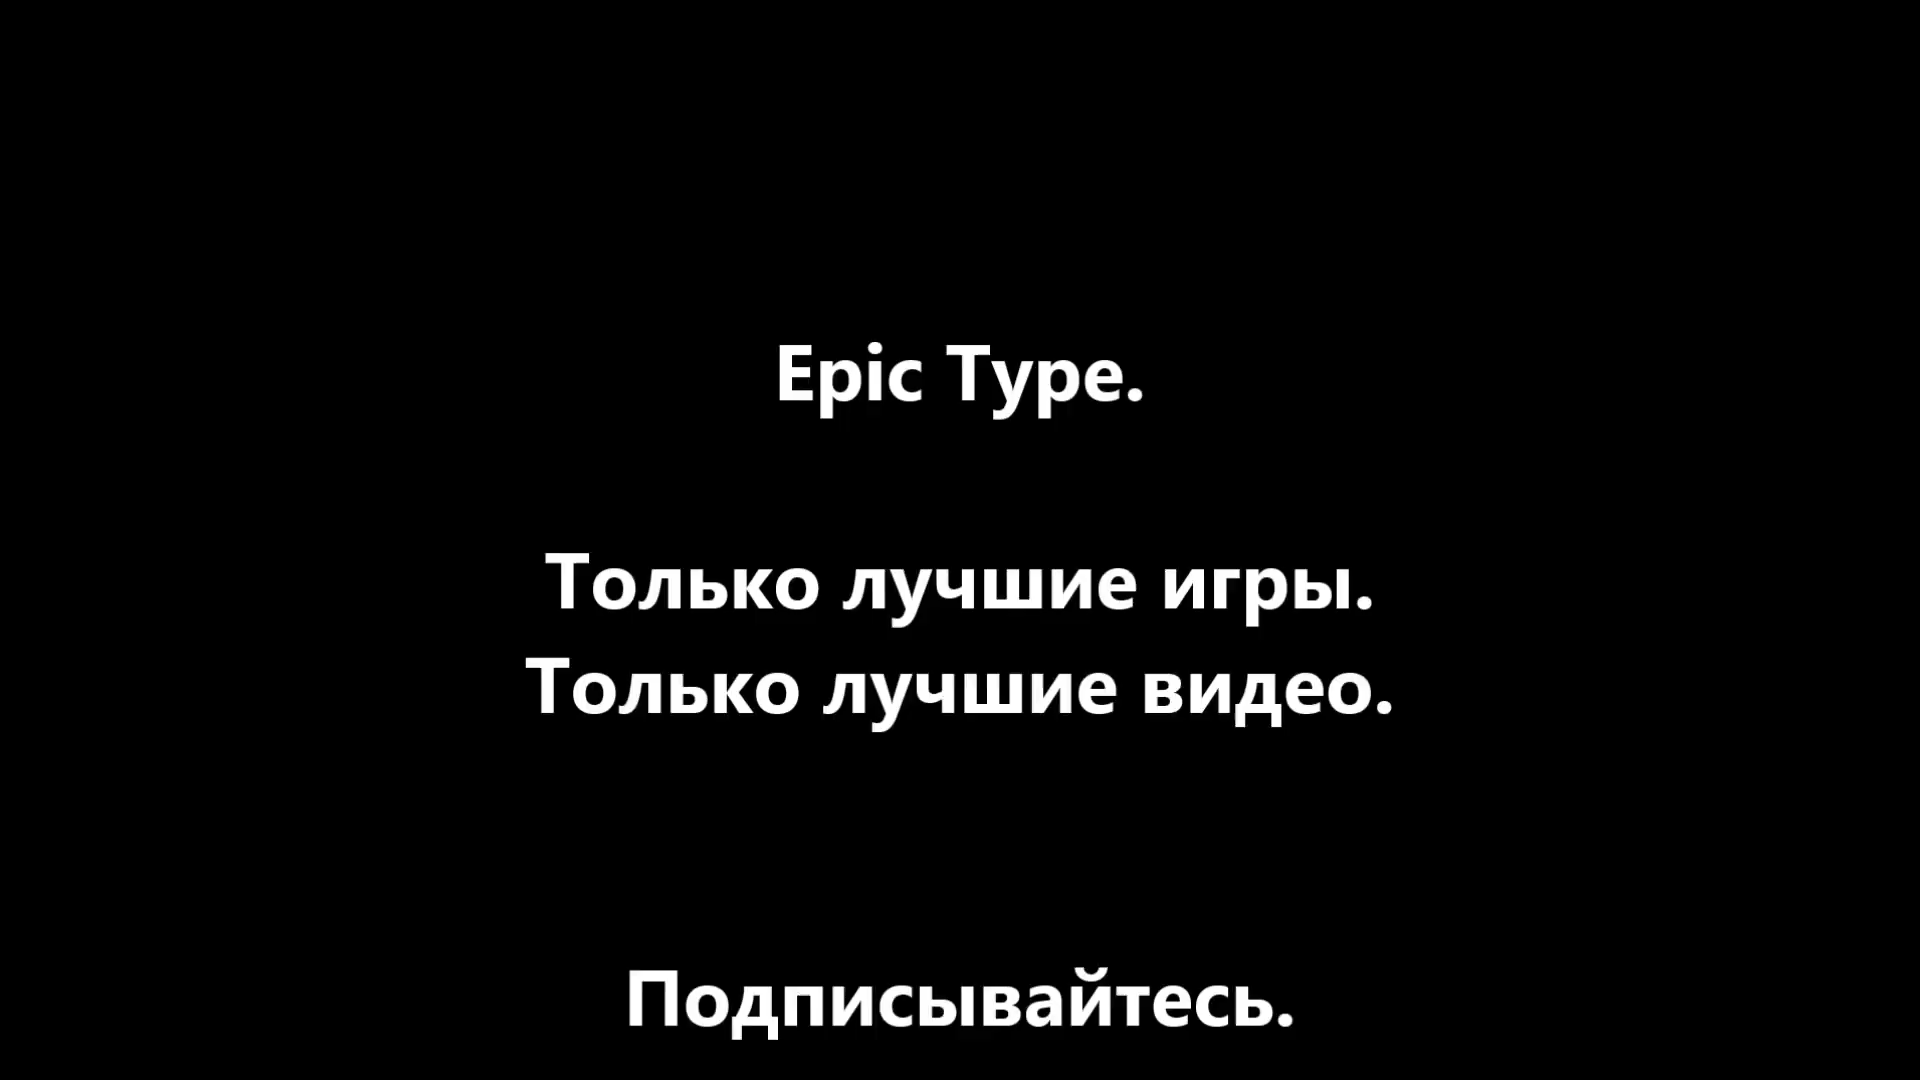 Epic Type.
Только лучшие игры.
Только лучшие видео.
Подписывайтесь.